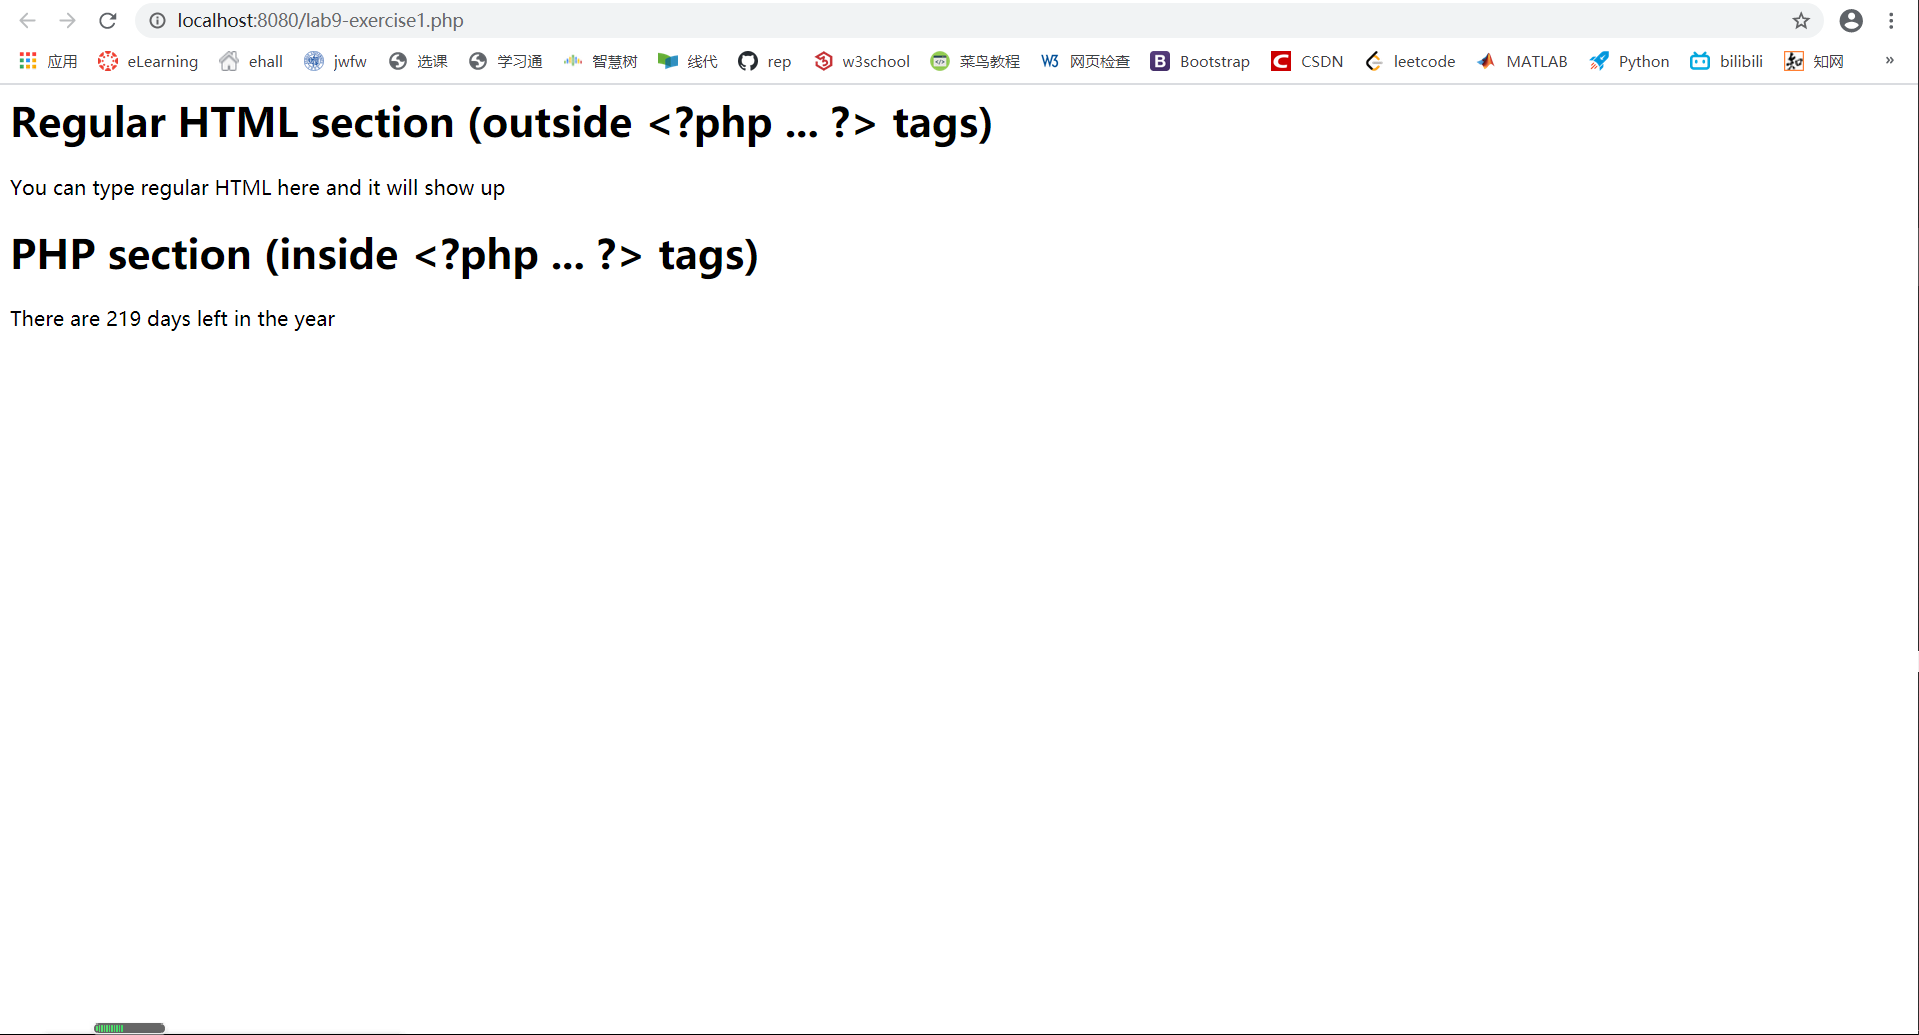 localhost:8080/lab9-exercise1.php
应用 eLearning ehall jwfw 选课 学习通 智慧树 线代 rep w3school 菜鸟教程 W3 网页检查 B Bootstrap C CSDN leetcode MATLAB Python bilibili 知网 »
Regular HTML section (outside <?php ... ?> tags)
You can type regular HTML here and it will show up
PHP section (inside <?php ... ?> tags)
There are 219 days left in the year